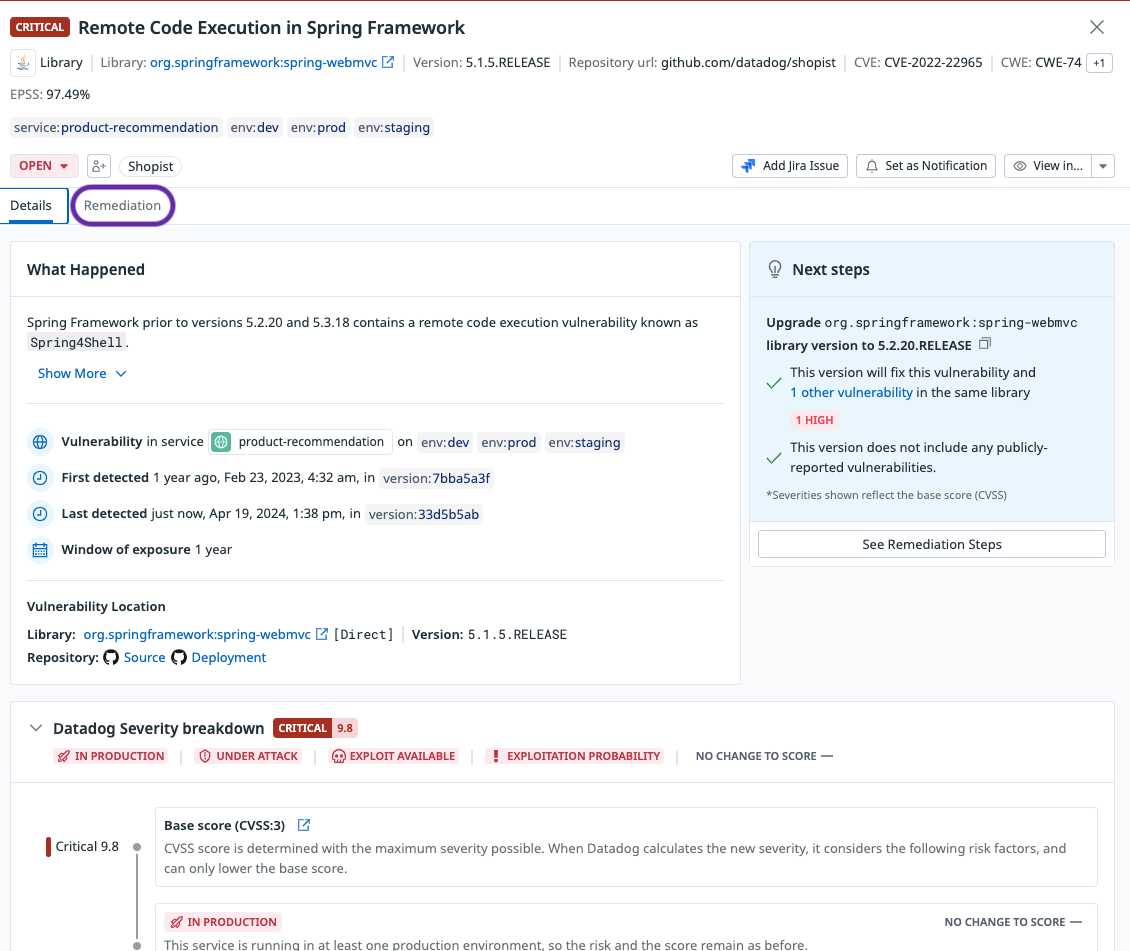 CRITICAL Remote Code Execution in Spring Framework
Library Library: org.springframework:spring-webmvc Version: 5.1.5.RELEASE Repository url: github.com/datadog/shopist CVE: CVE-2022-22965 CWE: CWE-74 +1
EPSS: 97.49%
service:product-recommendation env:dev env:prod env:staging
OPEN Shopist Add Jira Issue Set as Notification View in...
Details Remediation
What Happened
Spring Framework prior to versions 5.2.20 and 5.3.18 contains a remote code execution vulnerability known as
Spring4Shell.
Show More
Vulnerability in service product-recommendation on env:dev env:prod env:staging
First detected 1 year ago, Feb 23, 2023, 4:32 am, in version:7bba5a3f
Last detected just now, Apr 19, 2024, 1:38 pm, in version:33d5b5ab
Window of exposure 1 year
Vulnerability Location
Library: org.springframework:spring-webmvc [Direct] Version: 5.1.5.RELEASE
Repository: Source Deployment
Next steps
Upgrade org.springframework:spring-webmvc
library version to 5.2.20.RELEASE
This version will fix this vulnerability and
1 other vulnerability in the same library
1 HIGH
This version does not include any publicly-
reported vulnerabilities.
*Severities shown reflect the base score (CVSS)
See Remediation Steps
Datadog Severity breakdown CRITICAL 9.8
IN PRODUCTION UNDER ATTACK EXPLOIT AVAILABLE EXPLOITATION PROBABILITY NO CHANGE TO SCORE —
Critical 9.8
Base score (CVSS:3)
CVSS score is determined with the maximum severity possible. When Datadog calculates the new severity, it considers the following risk factors, and
can only lower the base score.
IN PRODUCTION NO CHANGE TO SCORE —
This service is running in at least one production environment, so the risk and the score remain as before.